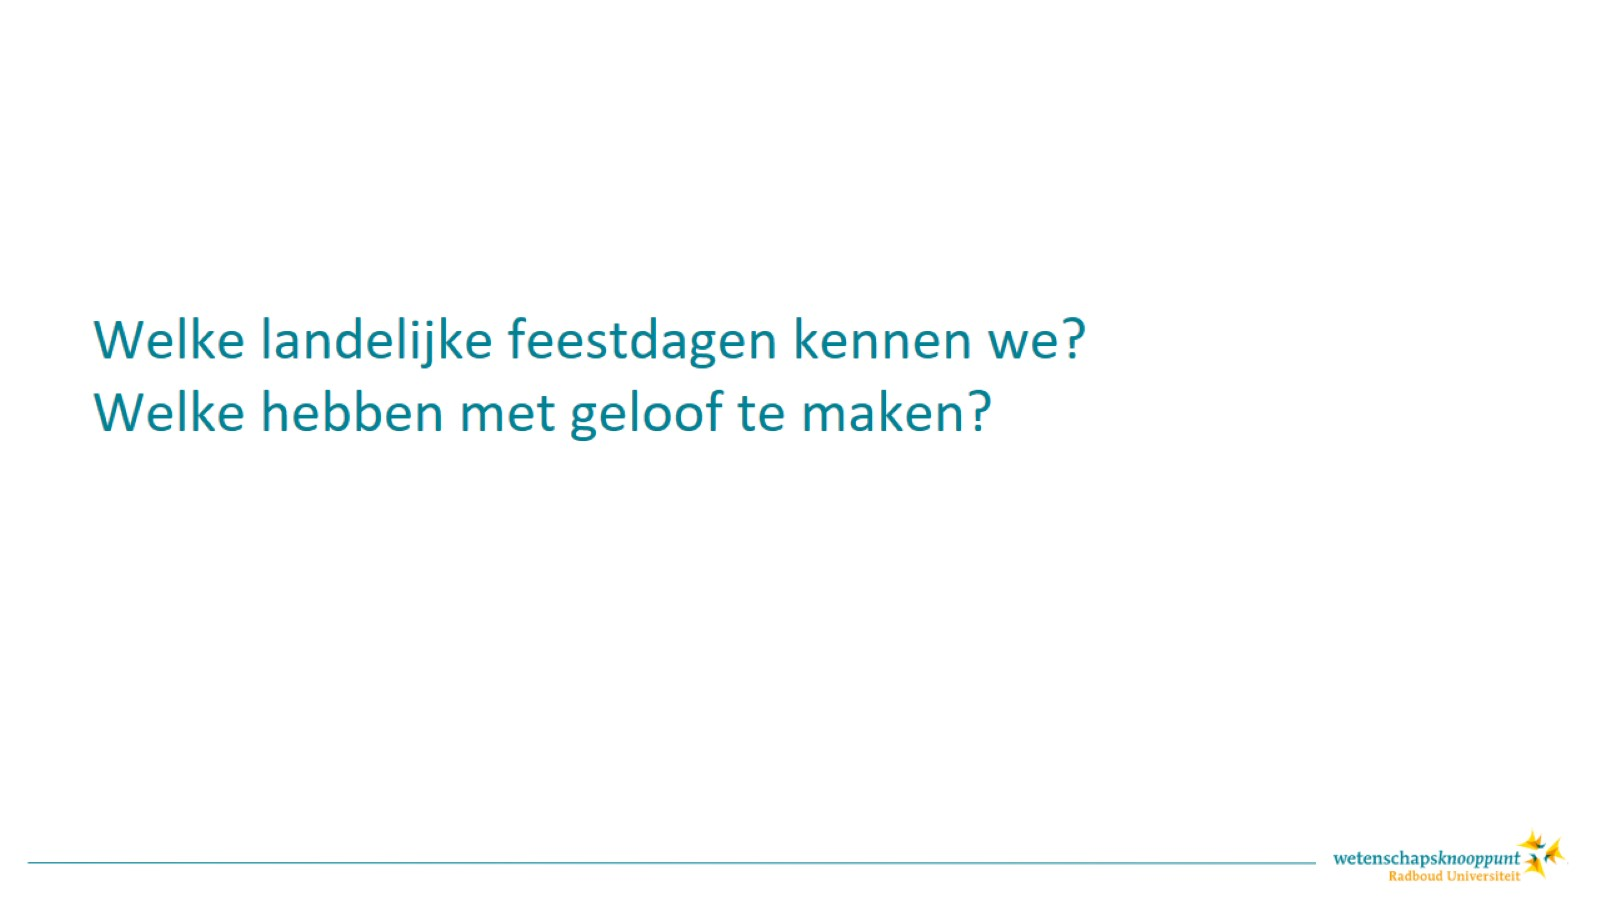 Welke landelijke feestdagen kennen we?
Welke hebben met geloof te maken?
wetenschapsknooppunt
Radboud Universiteit